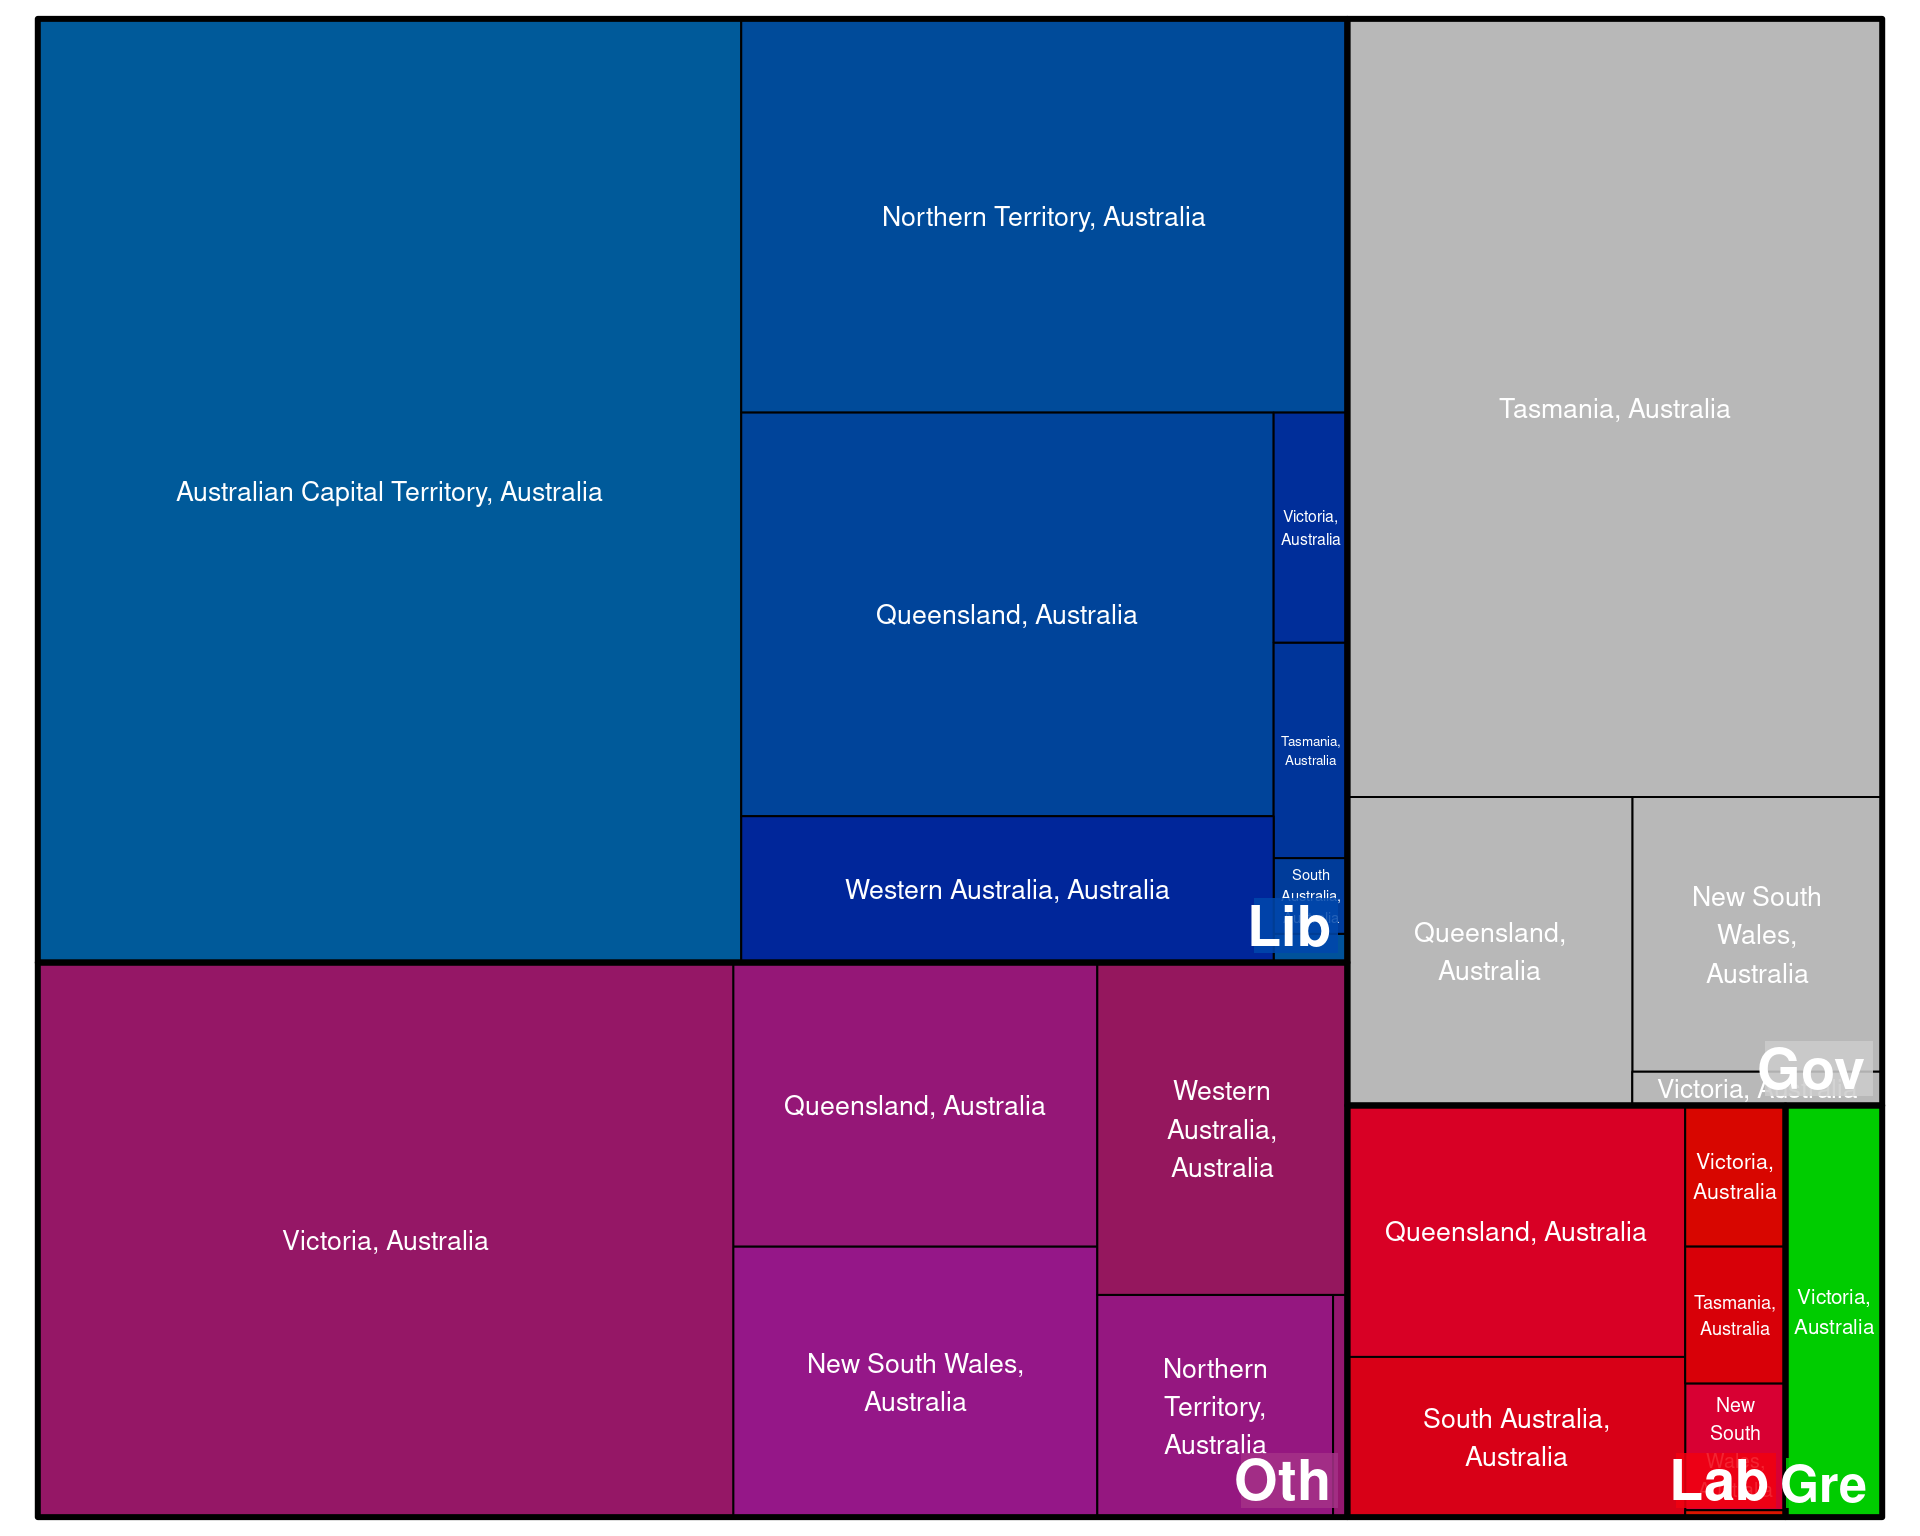 Australian Capital Territory, Australia
Northern Territory, Australia
Queensland, Australia
Victoria,
Australia
Tasmania,
Australia
Western Australia, Australia
South
Australia,
Lib
Tasmania, Australia
Queensland,
Australia
New South
Wales,
Australia
Victoria, Australia
Gov
Victoria, Australia
Queensland, Australia
New South Wales,
Australia
Western
Australia,
Australia
Northern
Territory,
Australia
Oth
Queensland, Australia
South Australia,
Australia
Victoria,
Australia
Tasmania,
Australia
New
South
Wales,
Lab
Victoria,
Australia
Gre